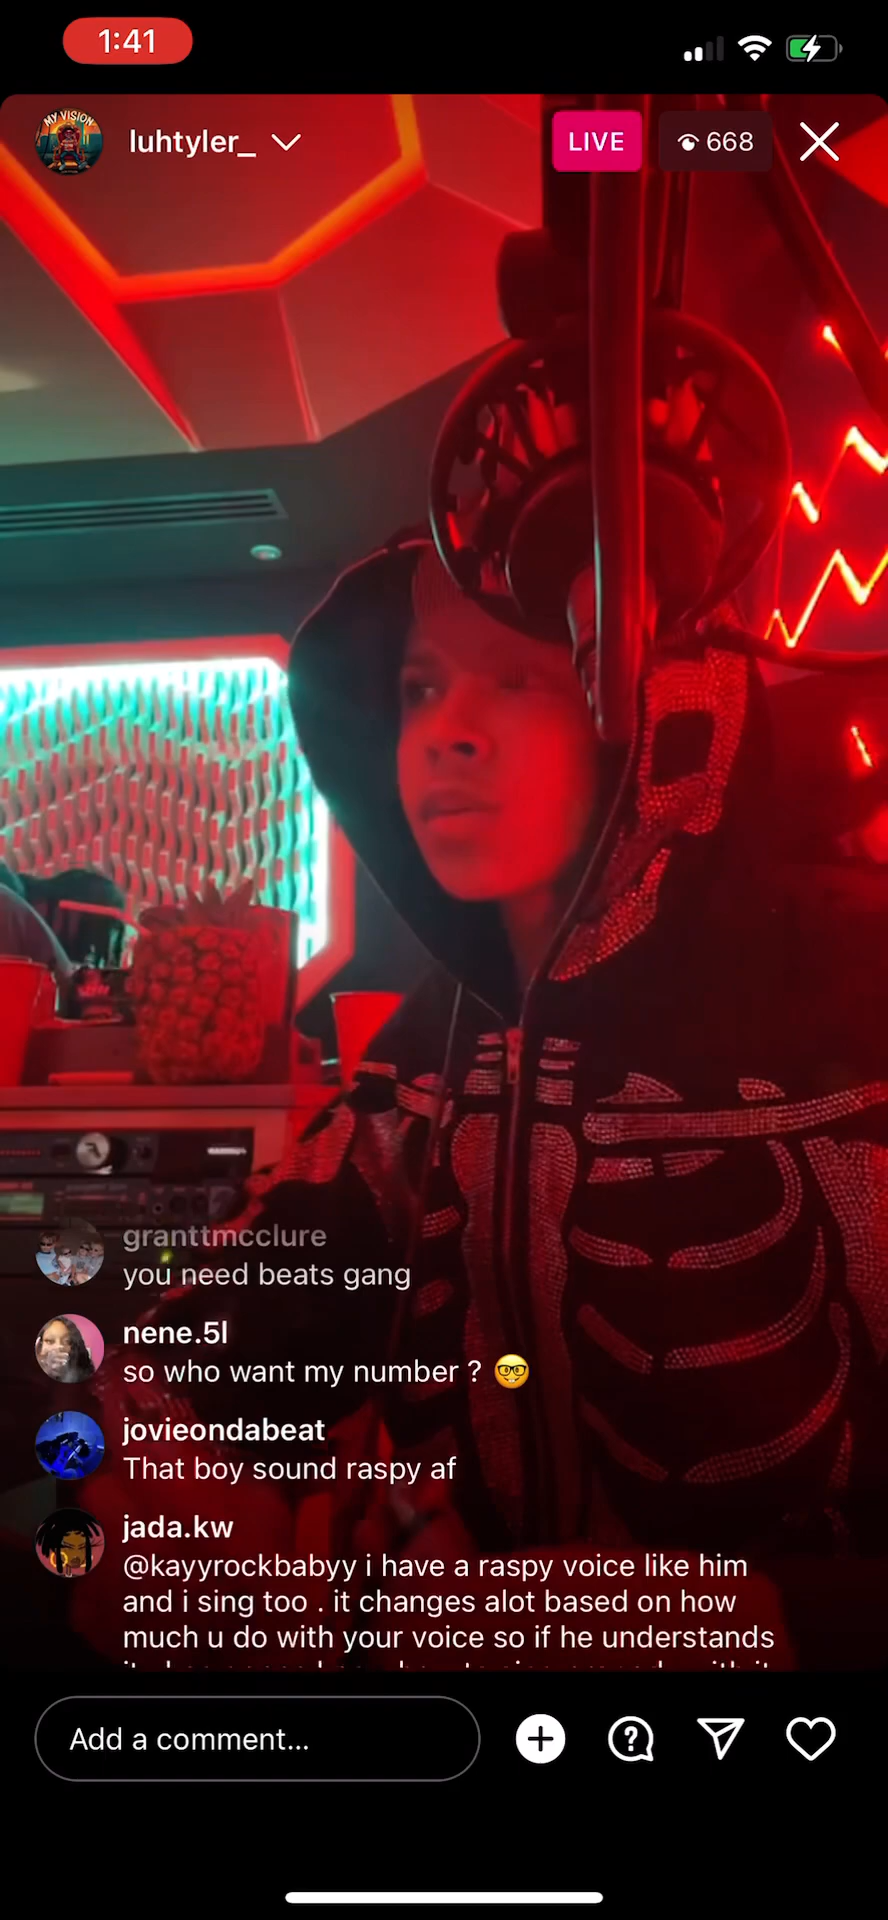 1:41
MY VISION
luhtyler_
LIVE
668
granttmcclure
you need beats gang
nene.5l
so who want my number ? 🤓
jovieondabeat
That boy sound raspy af
jada.kw
@kayyrockbabyy i have a raspy voice like him
and i sing too . it changes alot based on how
much u do with your voice so if he understands
Add a comment...